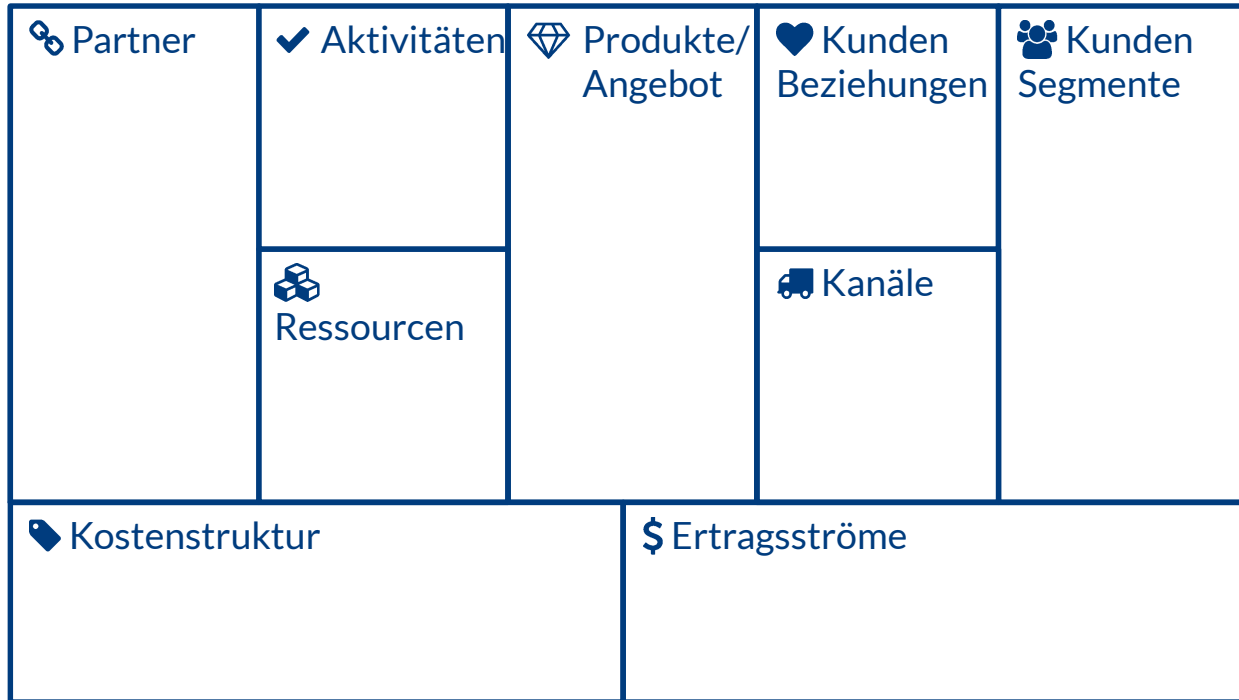 Partner
Aktivitäten
Produkte/
Angebot
Kunden
Beziehungen
Kunden
Segmente
Ressourcen
Kanäle
Kostenstruktur
$ Ertragsströme